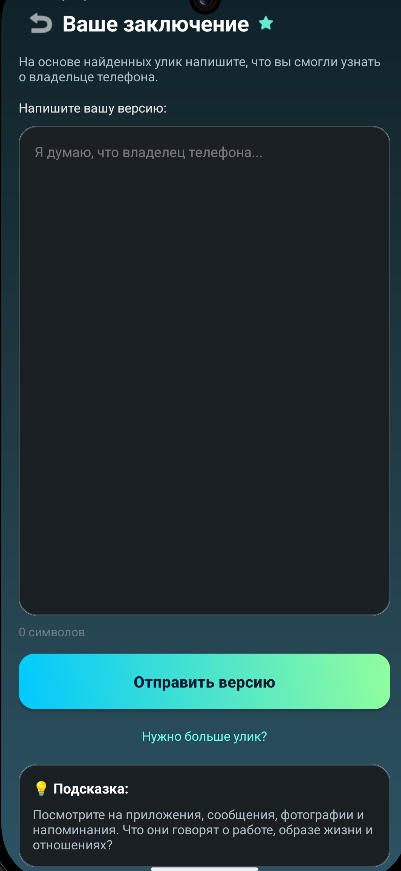 Ваше заключение
На основе найденных улик напишите, что вы смогли узнать
о владельце телефона.
Напишите вашу версию:
Я думаю, что владелец телефона...
0 символов
Отправить версию
Нужно больше улик?
Подсказка:
Посмотрите на приложения, сообщения, фотографии и
напоминания. Что они говорят о работе, образе жизни и
отношениях?